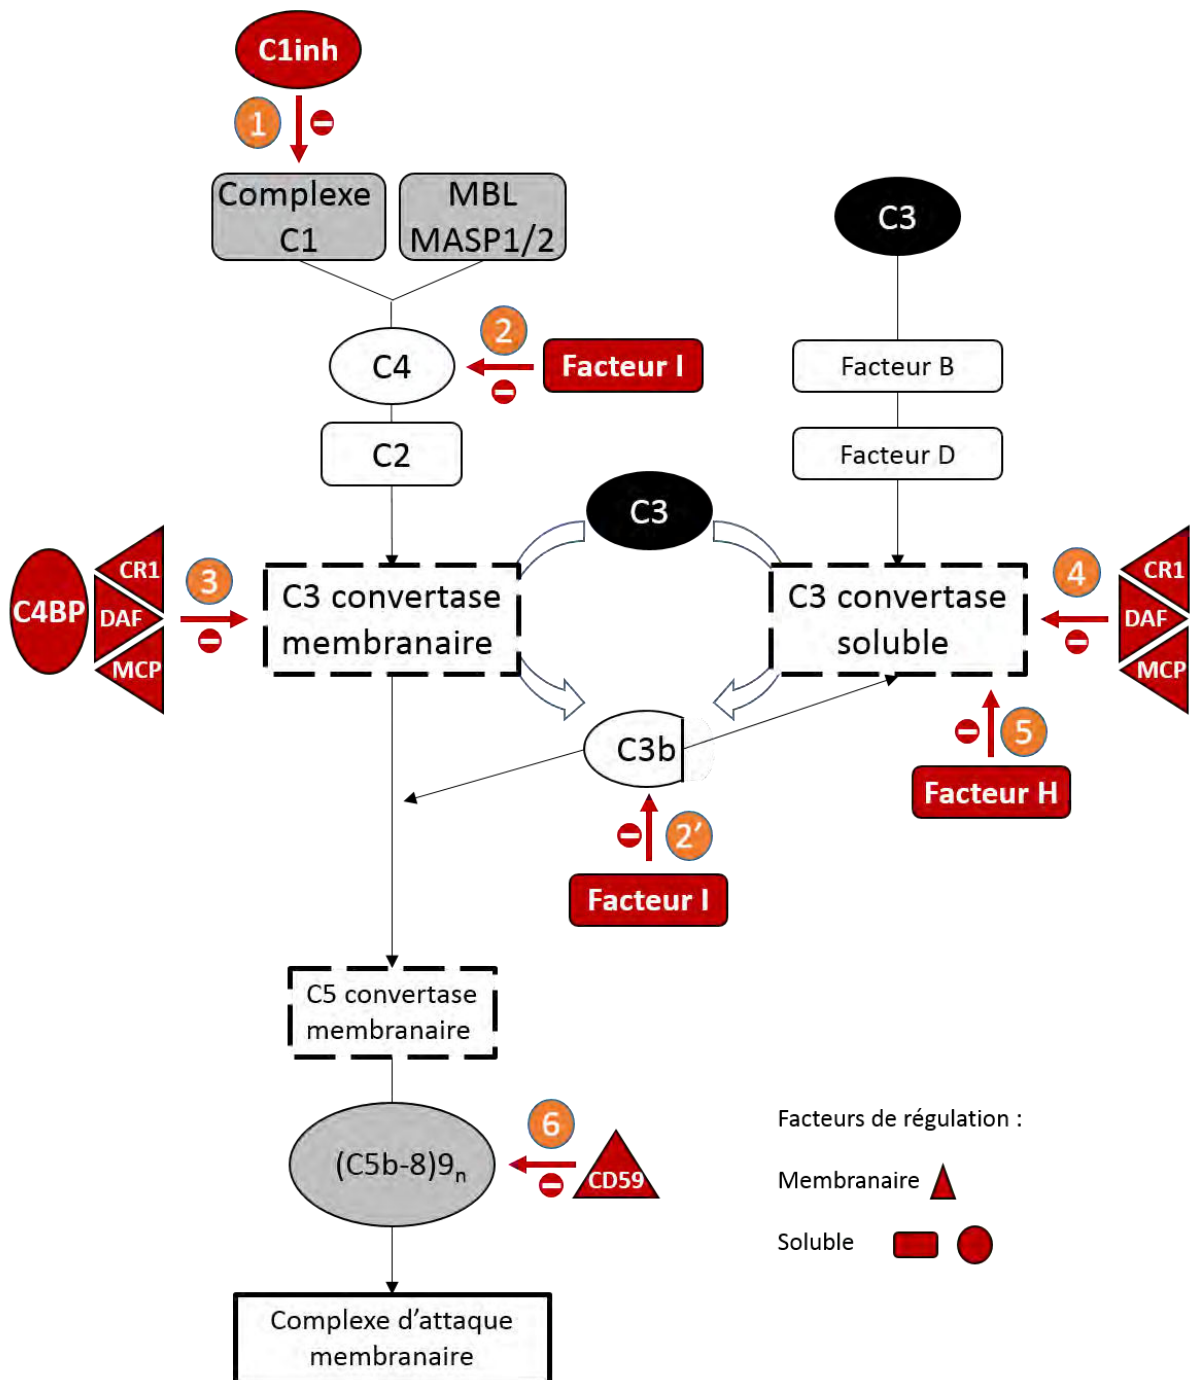 C1inh
1
Complexe
C1
MBL
MASP1/2
C3
2
Facteur I
C4
Facteur B
C2
Facteur D
C3
C4BP
CR1
DAF
MCP
3
C3 convertase
membranaire
C3 convertase
soluble
4
CR1
DAF
MCP
C3b
5
Facteur H
2’
Facteur I
C5 convertase
membranaire
6
(C5b-8)9n
CD59
Facteurs de régulation :
Membranaire
Soluble
Complexe d’attaque
membranaire